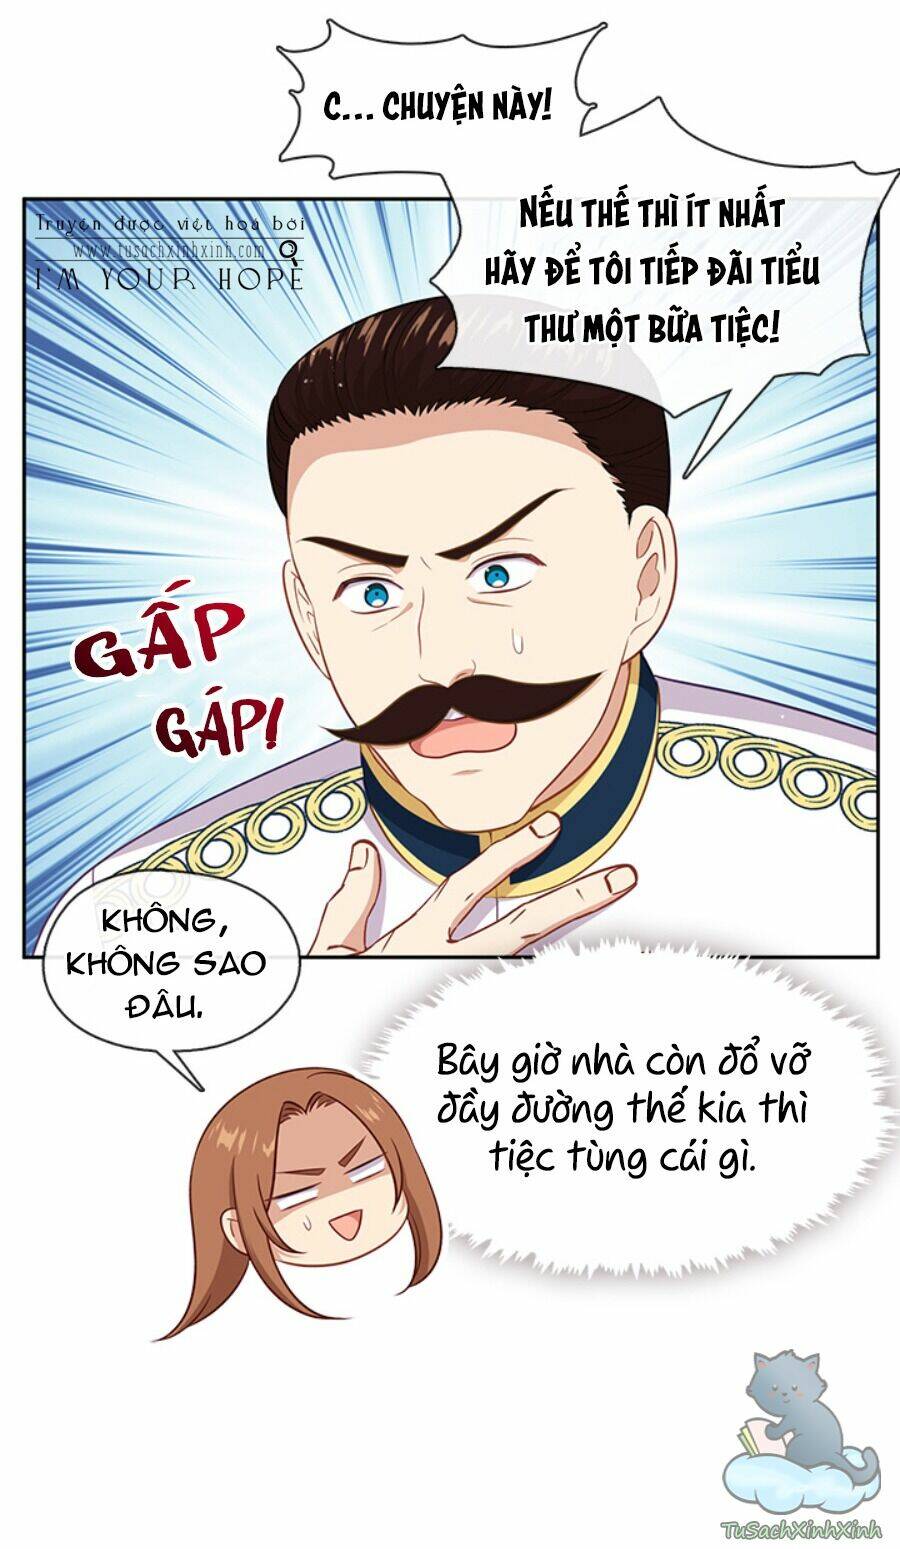 C... CHUYỆN NÀY!
Truyện được việt hoá bởi
www.tusachxinhxinh.com
I'M YOUR HOPE
NẾU THẾ THÌ ÍT NHẤT
HÃY ĐỂ TÔI TIẾP ĐÃI TIỂU
THƯ MỘT BỮA TIỆC!
GẤP
GÁP!
KHÔNG,
KHÔNG SAO
ĐÂU.
Bây giờ nhà còn đổ vỡ
đầy đường thế kia thì
tiệc tùng cái gì.
TuSachXinhXinh